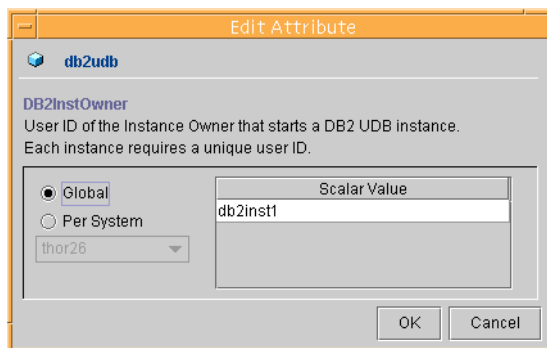 Edit Attribute
db2udb
DB2InstOwner
User ID of the Instance Owner that starts a DB2 UDB instance.
Each instance requires a unique user ID.
Global
Per System
thor26
Scalar Value
db2inst1
OK
Cancel